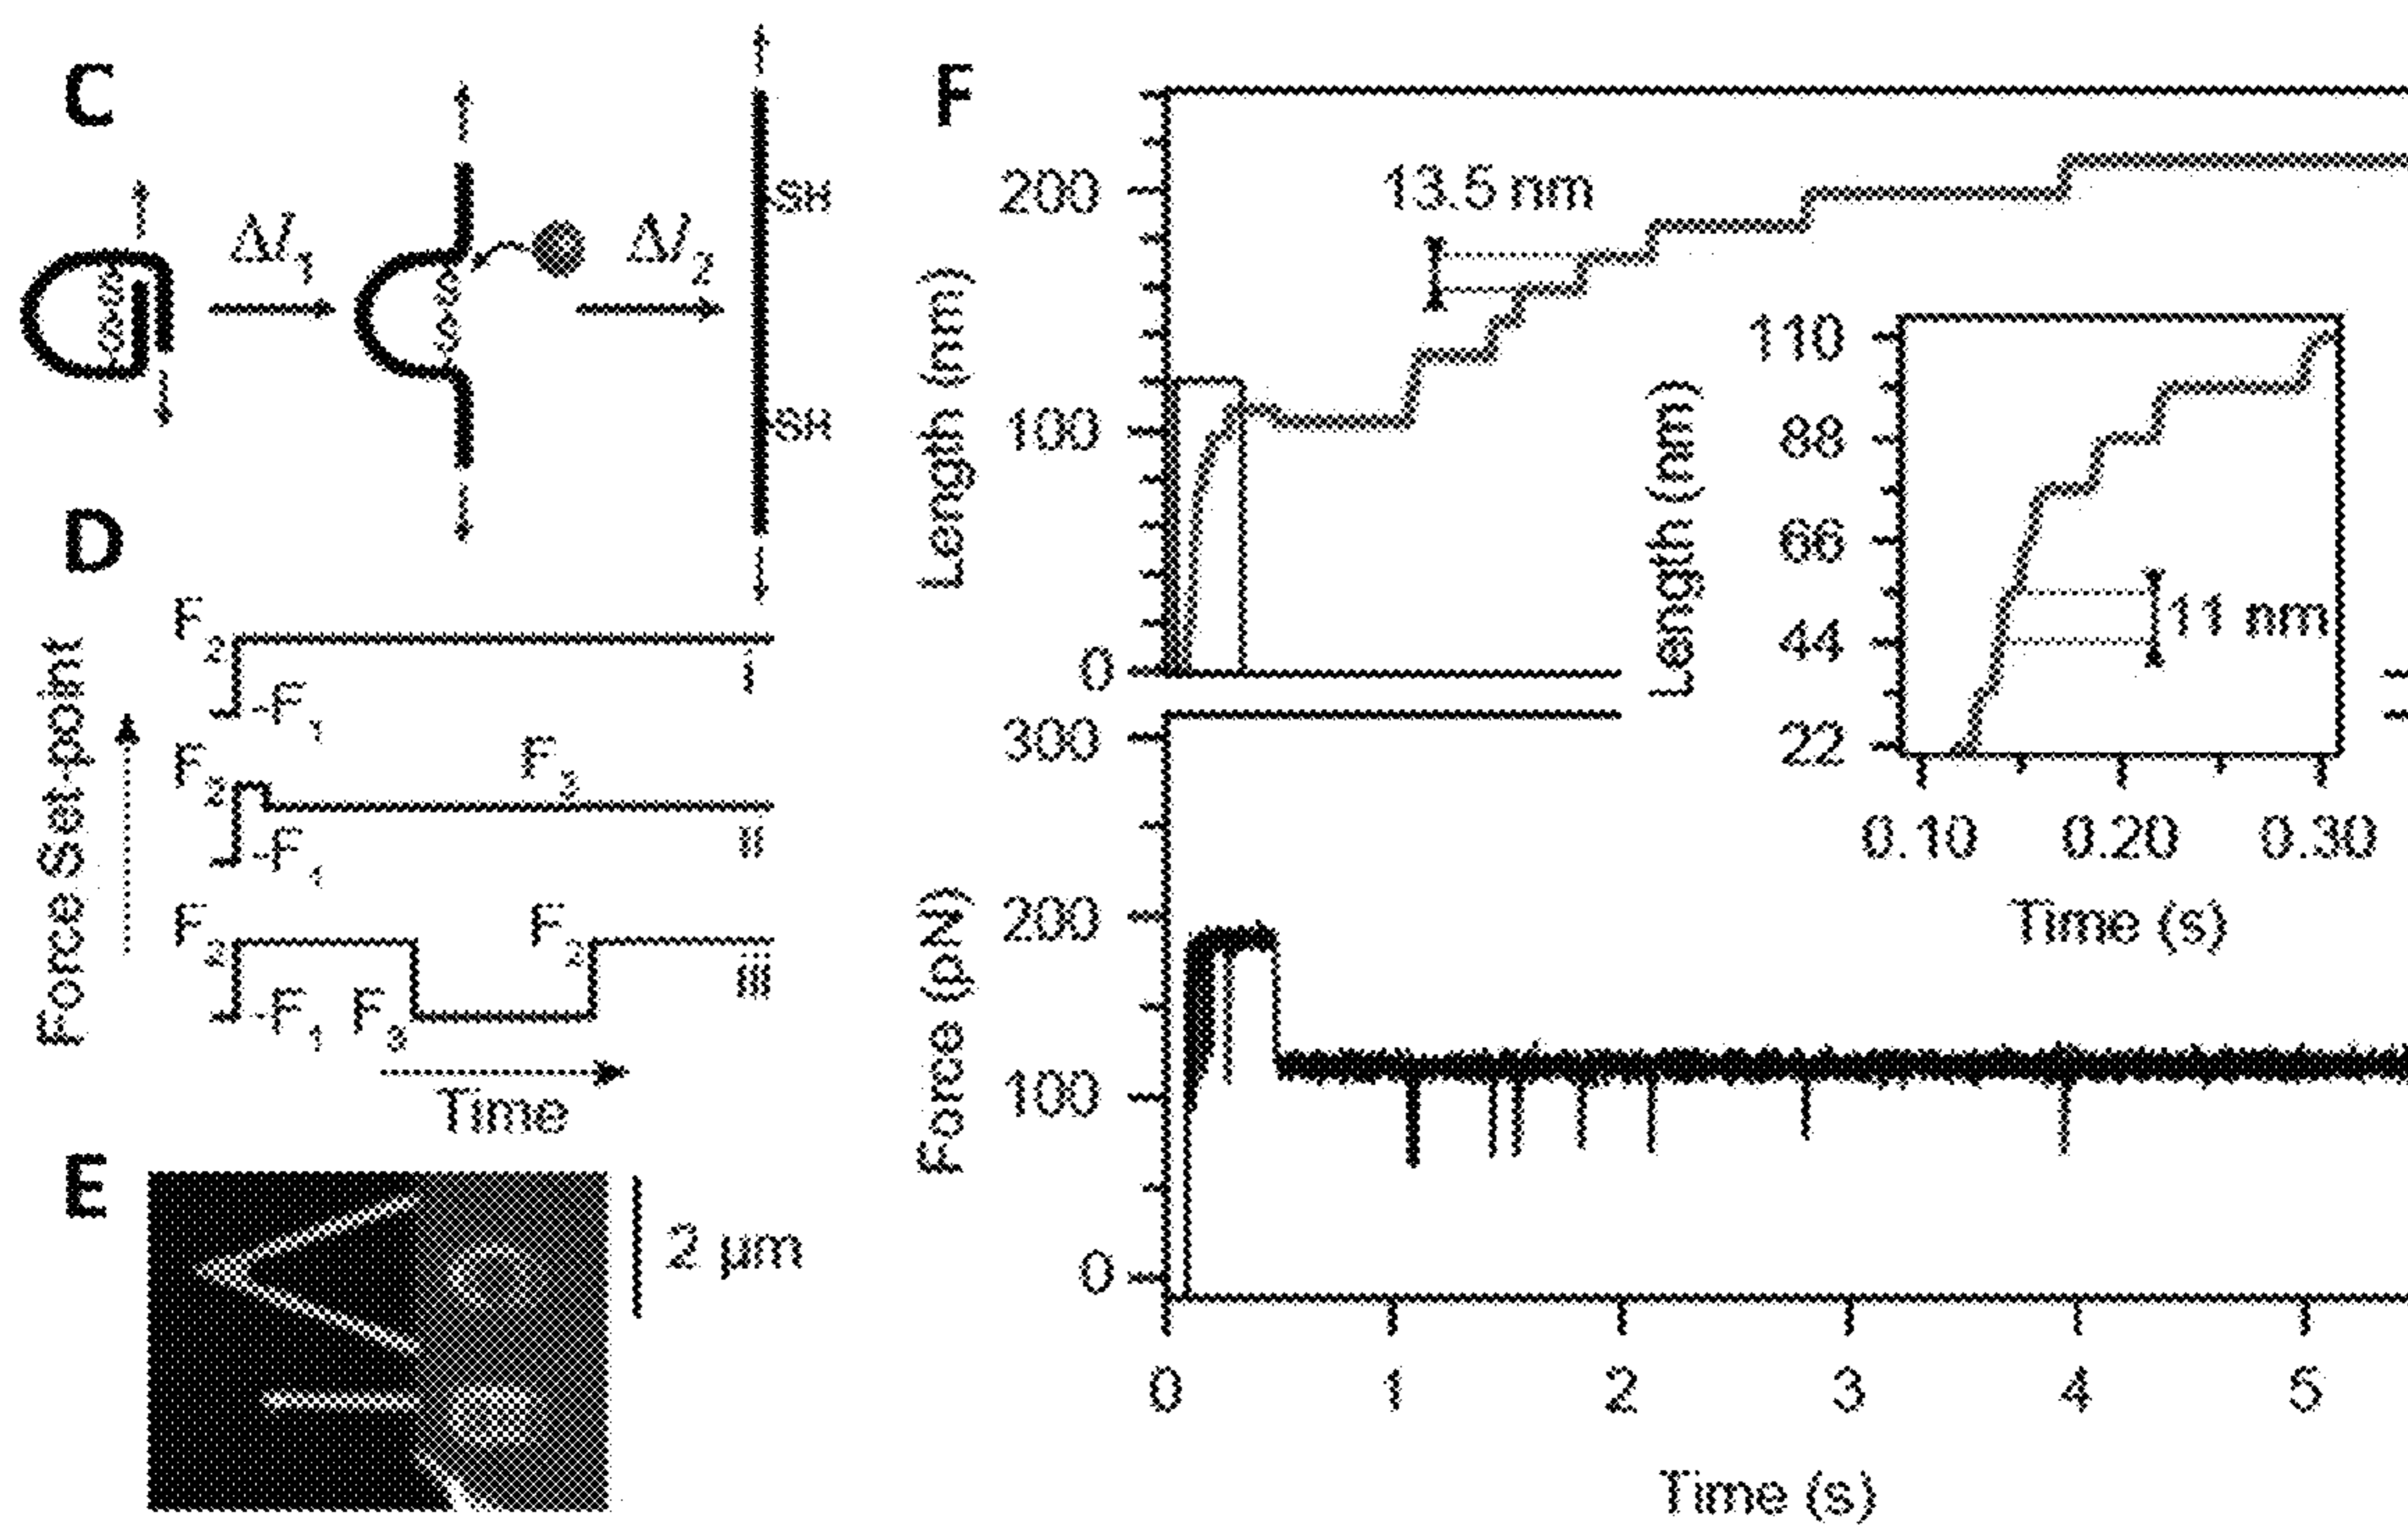 C
Δl1
Δl2
SH
SH
D
Force Set-point
F2
F1
i
F2
F3
F1
ii
F2
F2
F1
F3
iii
Time
E
2 µm
F
Length (nm)
200
100
0
13.5 nm
Length (nm)
110
88
66
44
22
11 nm
0.10 0.20 0.30
Time (s)
Force (pN)
300
200
100
0
0 1 2 3 4 5
Time (s)